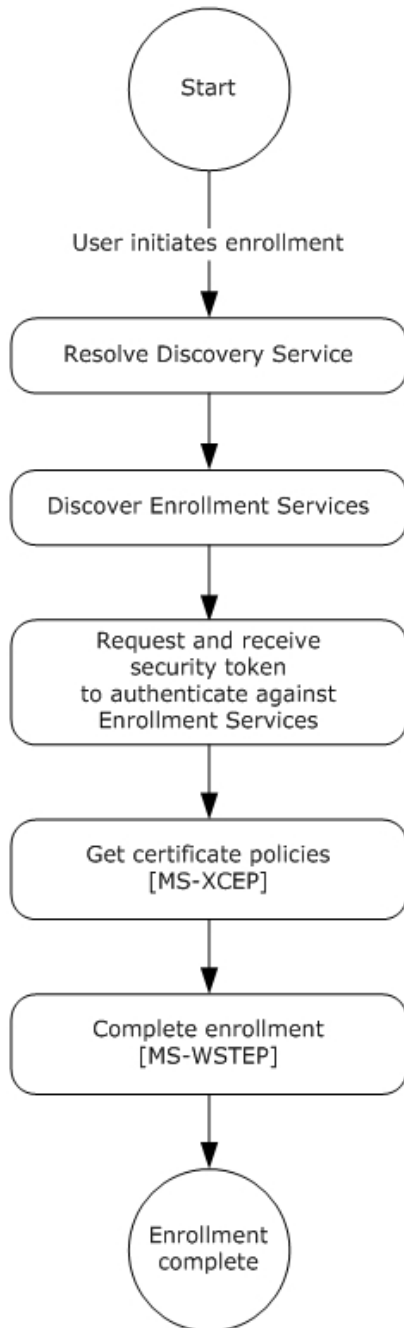 Start
User initiates enrollment
Resolve Discovery Service
Discover Enrollment Services
Request and receive
security token
to authenticate against
Enrollment Services
Get certificate policies
[MS-XCEP]
Complete enrollment
[MS-WSTEP]
Enrollment
complete